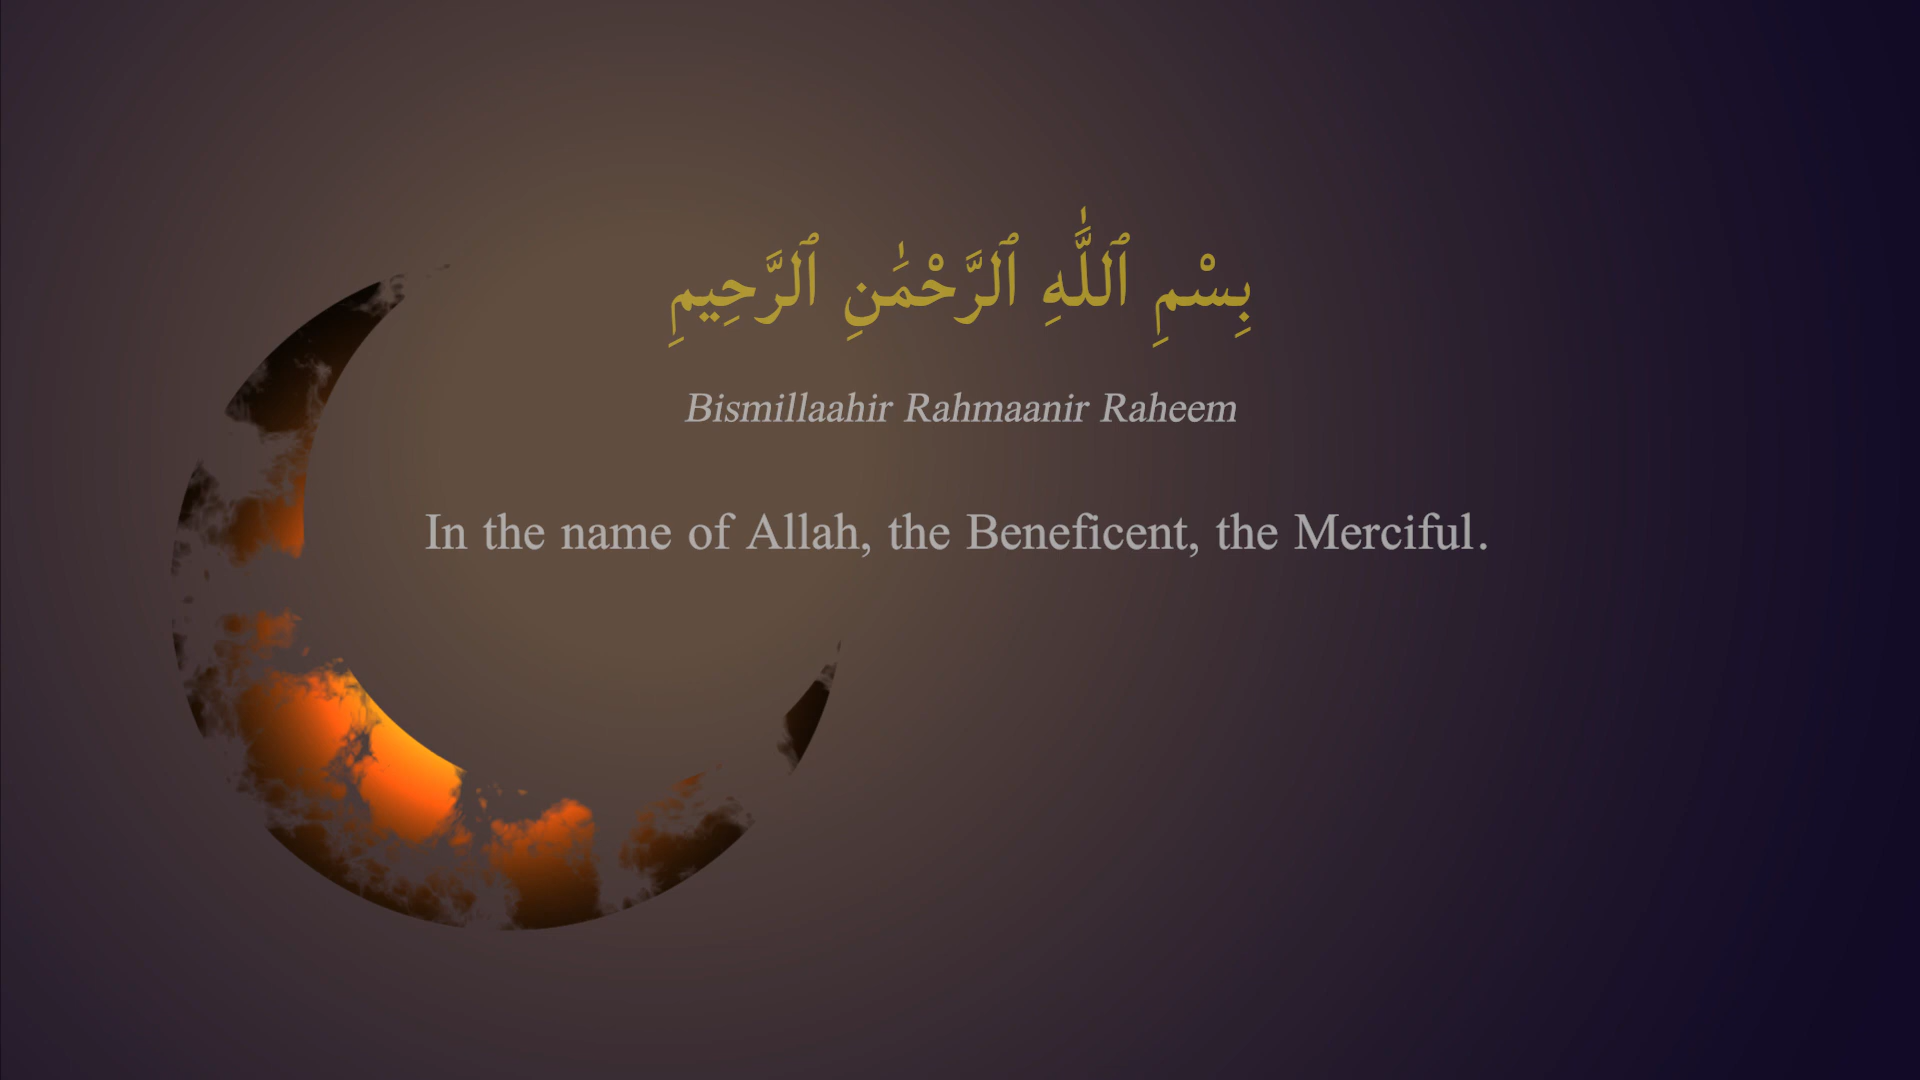 بِسْمِ ٱللَّٰهِ ٱلرَّحْمَٰنِ ٱلرَّحِيمِ
Bismillaahir Rahmaanir Raheem
In the name of Allah, the Beneficent, the Merciful.